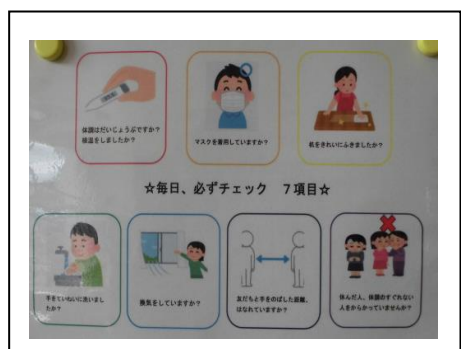 体調はだいじょうぶですか?
検温をしましたか?
マスクを着用していますか?
机をきれいにふきましたか?
☆毎日、必ずチェック 7項目☆
手をていねいに洗いまし
たか?
換気をしていますか?
友だちと手をのばした距離、
はなれていますか?
休んだ人、体調のすぐれない
人をからかっていませんか?